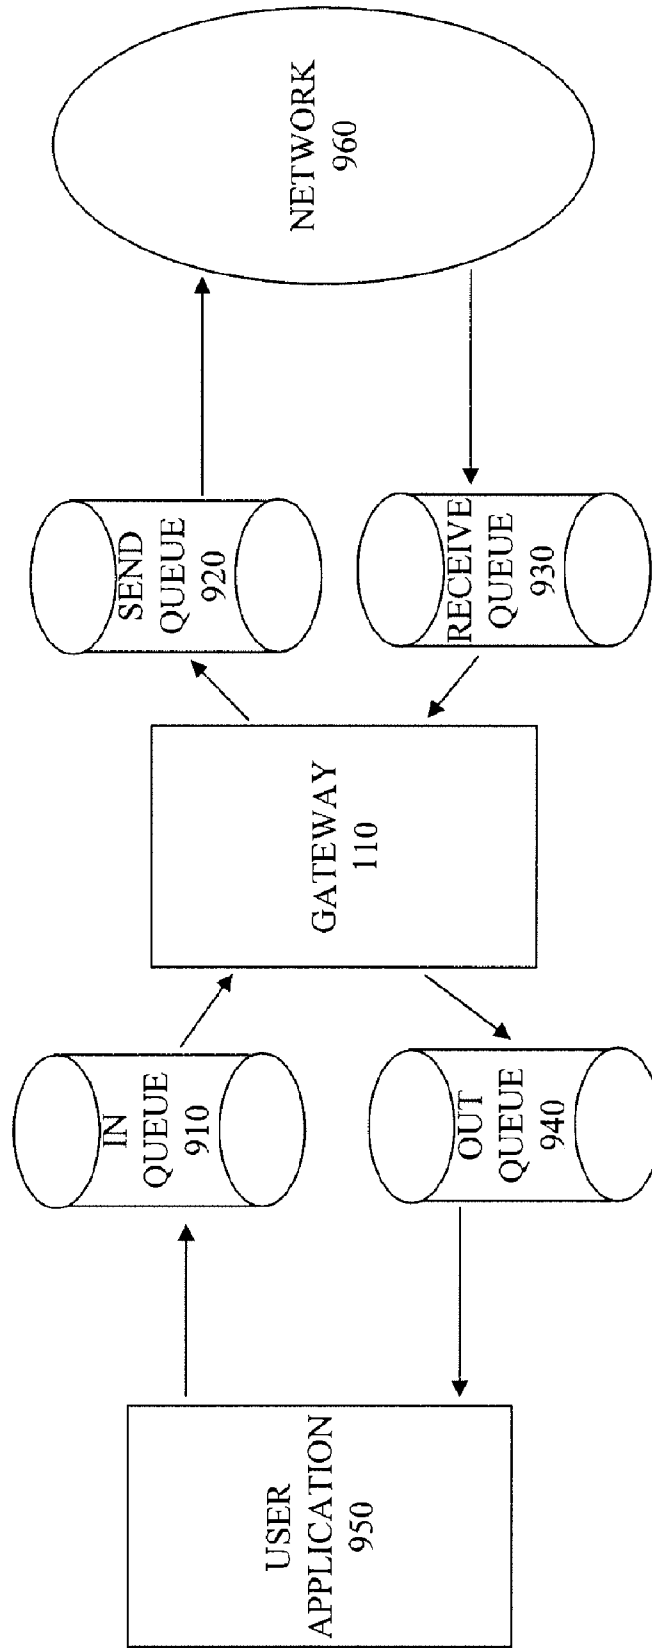 USER
APPLICATION
950
IN
QUEUE
910
OUT
QUEUE
940
GATEWAY
110
SEND
QUEUE
920
RECEIVE
QUEUE
930
NETWORK
960